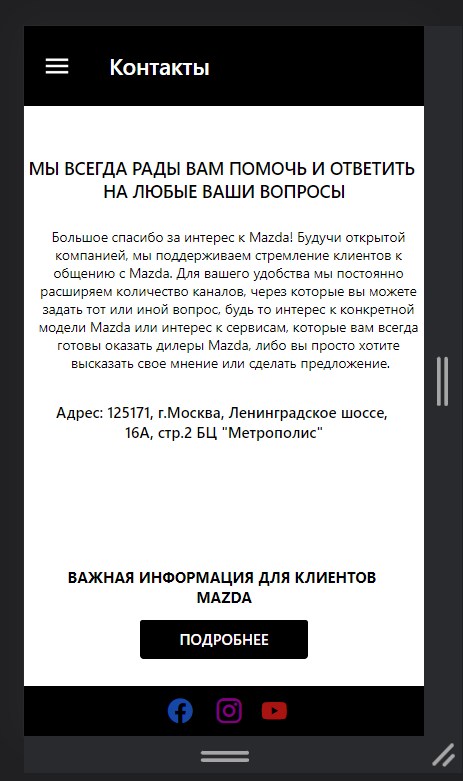 Контакты
МЫ ВСЕГДА РАДЫ ВАМ ПОМОЧЬ И ОТВЕТИТЬ
НА ЛЮБЫЕ ВАШИ ВОПРОСЫ
Большое спасибо за интерес к Mazda! Будучи открытой
компанией, мы поддерживаем стремление клиентов к
общению с Mazda. Для вашего удобства мы постоянно
расширяем количество каналов, через которые вы можете
задать тот или иной вопрос, будь то интерес к конкретной
модели Mazda или интерес к сервисам, которые вам всегда
готовы оказать дилеры Mazda, либо вы просто хотите
высказать свое мнение или сделать предложение.
Адрес: 125171, г.Москва, Ленинградское шоссе,
16А, стр.2 БЦ "Метрополис"
ВАЖНАЯ ИНФОРМАЦИЯ ДЛЯ КЛИЕНТОВ
MAZDA
ПОДРОБНЕЕ